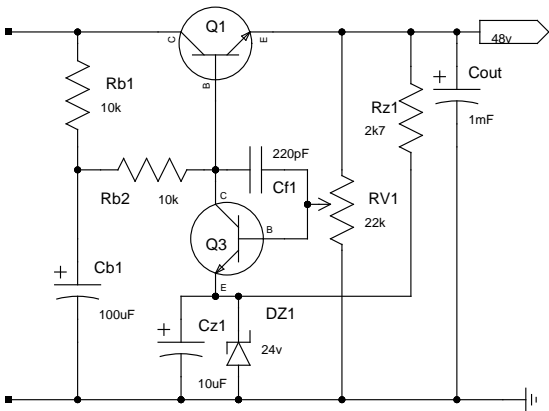 Q1
C
E
48v
B
Rb1
10k
Rz1
2k7
+
Cout
1mF
Rb2
10k
220pF
Cf1
RV1
22k
C
Q3
B
E
+
Cb1
100uF
+
Cz1
10uF
DZ1
24v